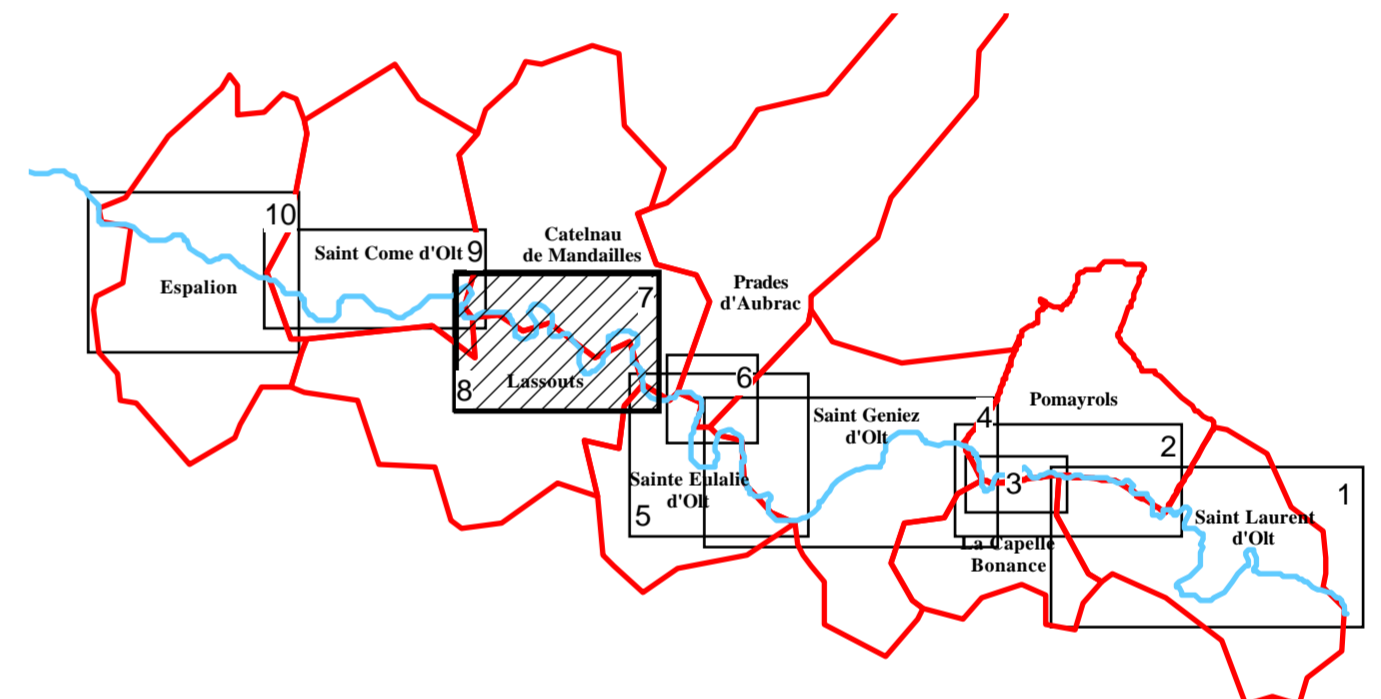 10
Saint Come d'Olt
9
Catelnau
de Mandailles
Espalion
7
Prades
d'Aubrac
8
Lassouts
6
Pomayrols
Saint Geniez
d'Olt
4
2
Sainte Eulalie
d'Olt
5
3
1
Saint Laurent
d'Olt
La Capelle
Bonance